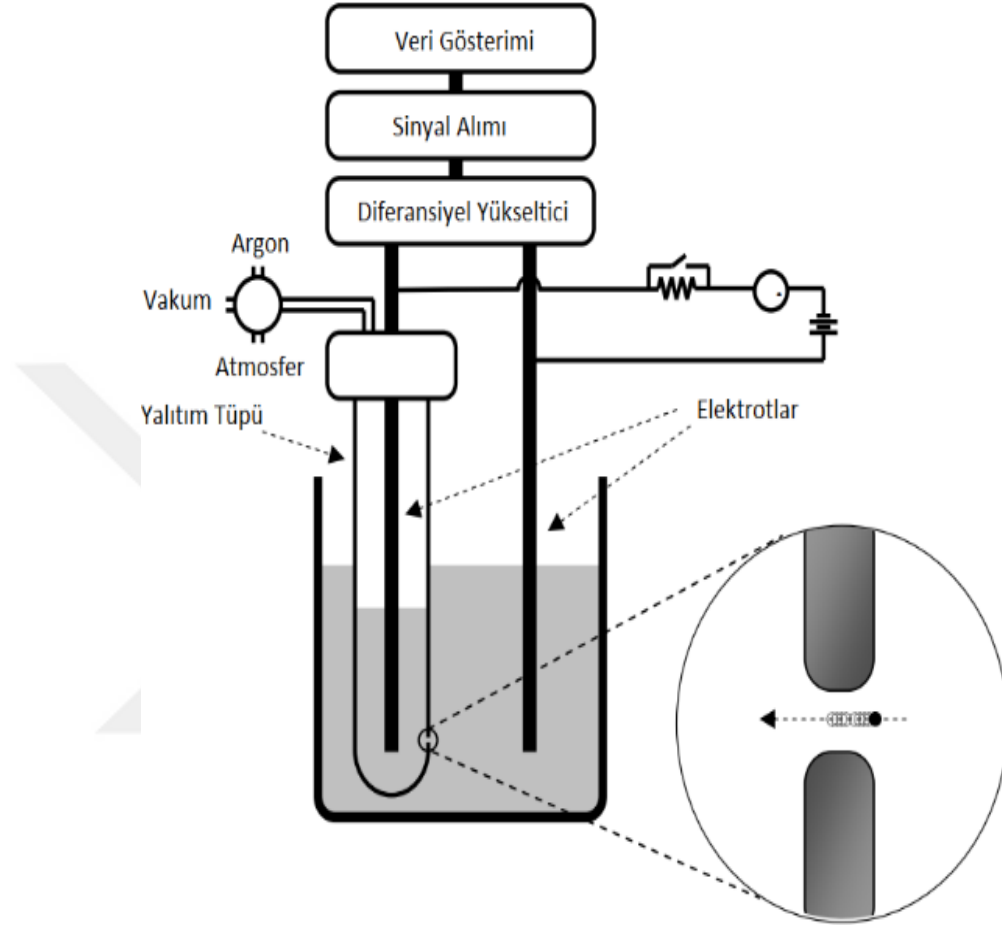 Veri Gösterimi
Sinyal Alımı
Diferansiyel Yükseltici
Argon
Vakum
Atmosfer
Yalıtım Tüpü
Elektrotlar